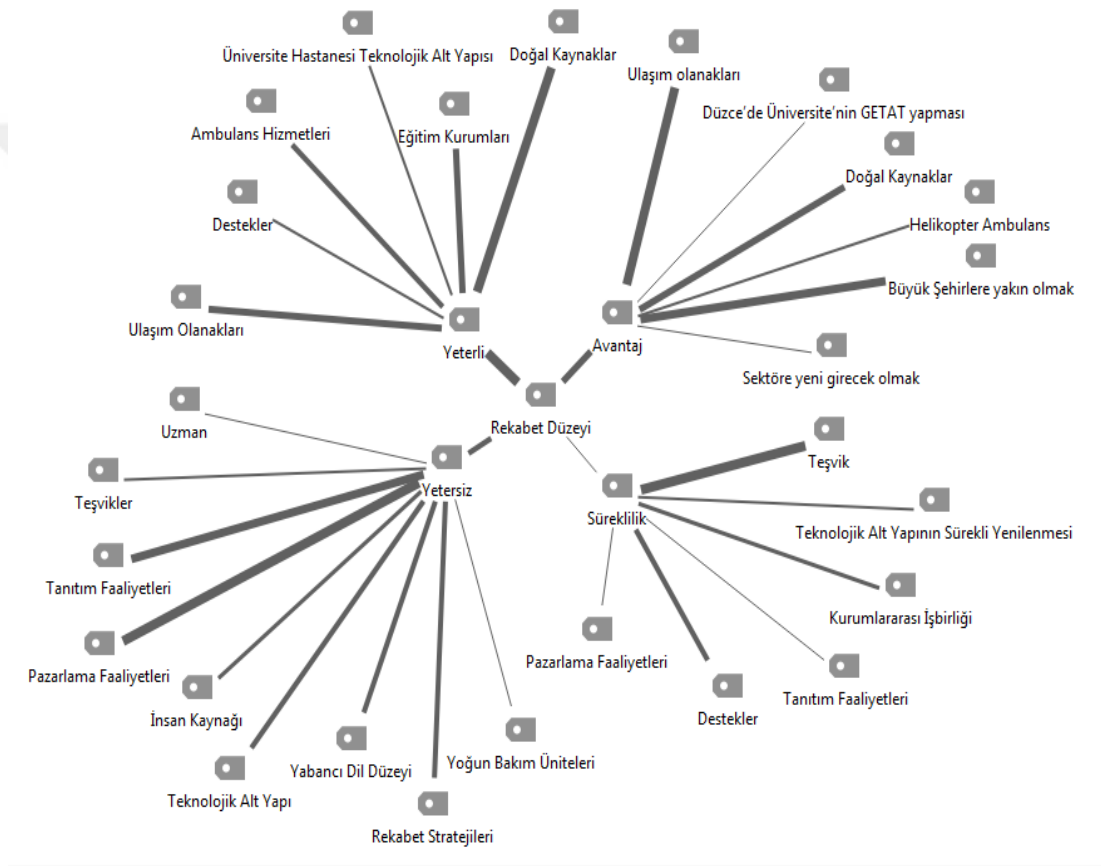 Üniversite Hastanesi Teknolojik Alt Yapısı
Doğal Kaynaklar
Ulaşım olanakları
Düzce'de Üniversite'nin GETAT yapması
Ambulans Hizmetleri
Eğitim Kurumları
Doğal Kaynaklar
Destekler
Helikopter Ambulans
Büyük Şehirlere yakın olmak
Ulaşım Olanakları
Yeterli
Avantaj
Sektöre yeni girecek olmak
Rekabet Düzeyi
Uzman
Teşvik
Yetersiz
Teşvikler
Süreklilik
Teknolojik Alt Yapının Sürekli Yenilenmesi
Tanıtım Faaliyetleri
Kurumlararası İşbirliği
Pazarlama Faaliyetleri
Pazarlama Faaliyetleri
Tanıtım Faaliyetleri
İnsan Kaynağı
Destekler
Yoğun Bakım Üniteleri
Yabancı Dil Düzeyi
Teknolojik Alt Yapı
Rekabet Stratejileri